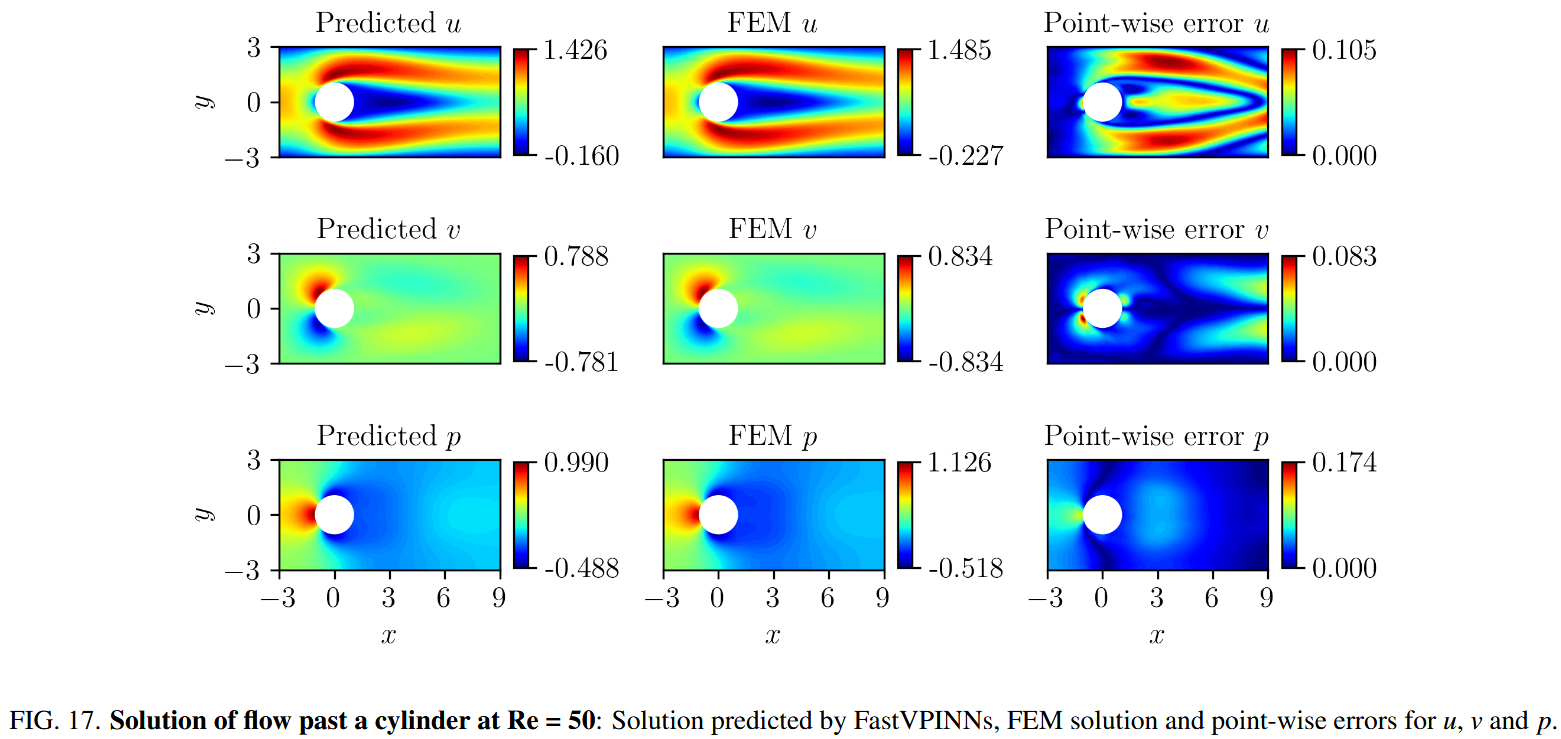 Predicted u FEM u Point-wise error u
3 1.426 1.485 0.105
y 0
−3 -0.160 -0.227 0.000
Predicted v FEM v Point-wise error v
3 0.788 0.834 0.083
y 0
−3 -0.781 -0.834 0.000
Predicted p FEM p Point-wise error p
3 0.990 1.126 0.174
y 0
−3 -0.488 -0.518 0.000
−3 0 3 6 9 −3 0 3 6 9 −3 0 3 6 9
x x x
FIG. 17. Solution of flow past a cylinder at Re = 50: Solution predicted by FastVPINNs, FEM solution and point-wise errors for u, v and p.